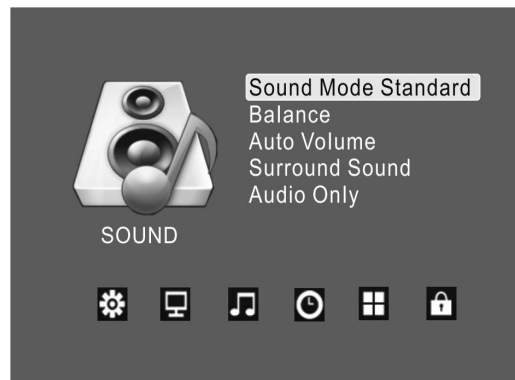 Sound Mode Standard
Balance
Auto Volume
Surround Sound
Audio Only
SOUND